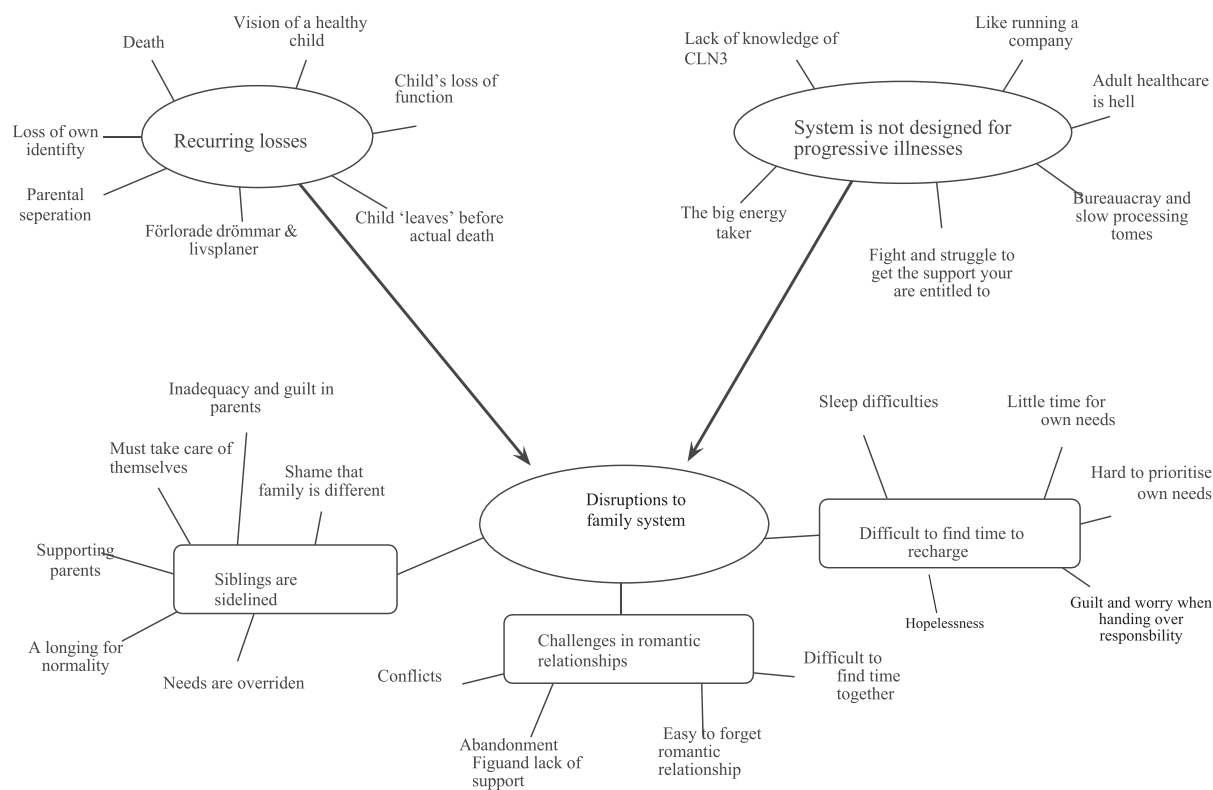 Death
Vision of a healthy
child
Child’s loss of
function
Loss of own
identifty
Recurring losses
Parental
seperation
Förlorade drömmar &
livsplaner
Child ‘leaves’ before
actual death
Lack of knowledge of
CLN3
Like running a
company
Adult healthcare
is hell
System is not designed for
progressive illnesses
The big energy
taker
Bureauacray and
slow processing
tomes
Fight and struggle to
get the support your
are entitled to
Inadequacy and guilt in
parents
Must take care of
themselves
Shame that
family is different
Supporting
parents
Siblings are
sidelined
A longing for
normality
Needs are overriden
Disruptions to
family system
Sleep difficulties
Little time for
own needs
Hard to prioritise
own needs
Difficult to find time to
recharge
Hopelessness
Guilt and worry when
handing over
responsbility
Challenges in romantic
relationships
Conflicts
Difficult to
find time
together
Abandonment
Figuand lack of
support
Easy to forget
romantic
relationship